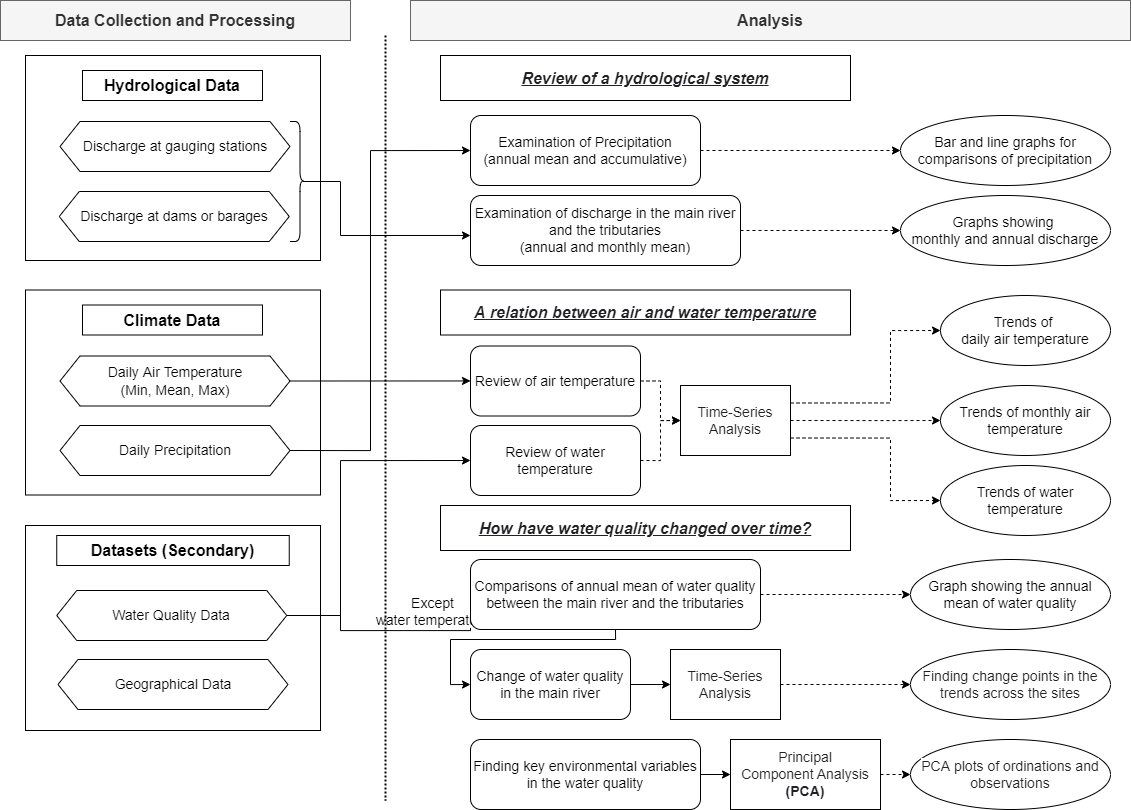 Data Collection and Processing
Analysis
Hydrological Data
Discharge at gauging stations
Discharge at dams or barages
Climate Data
Daily Air Temperature
(Min, Mean, Max)
Daily Precipitation
Datasets (Secondary)
Water Quality Data
Geographical Data
Except
Review of a hydrological system
Examination of Precipitation
(annual mean and accumulative)
Bar and line graphs for
comparisons of precipitation
Examination of discharge in the main river
and the tributaries
(annual and monthly mean)
Graphs showing
monthly and annual discharge
A relation between air and water temperature
Review of air temperature
Review of water
temperature
Time-Series
Analysis
Trends of
daily air temperature
Trends of monthly air
temperature
Trends of water
temperature
How have water quality changed over time?
Comparisons of annual mean of water quality
between the main river and the tributaries
Graph showing the annual
mean of water quality
Change of water quality
in the main river
Time-Series
Analysis
Finding change points in the
trends across the sites
Finding key environmental variables
in the water quality
Principal
Component Analysis
(PCA)
PCA plots of ordinations and
observations